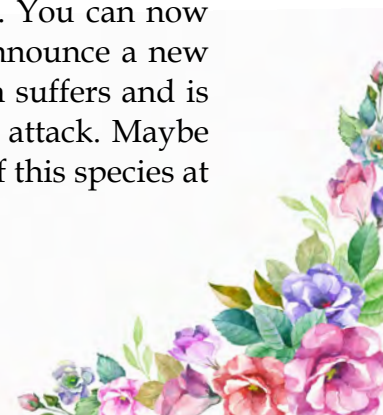 . You can now
nnounce a new
suffers and is
attack. Maybe
f this species at